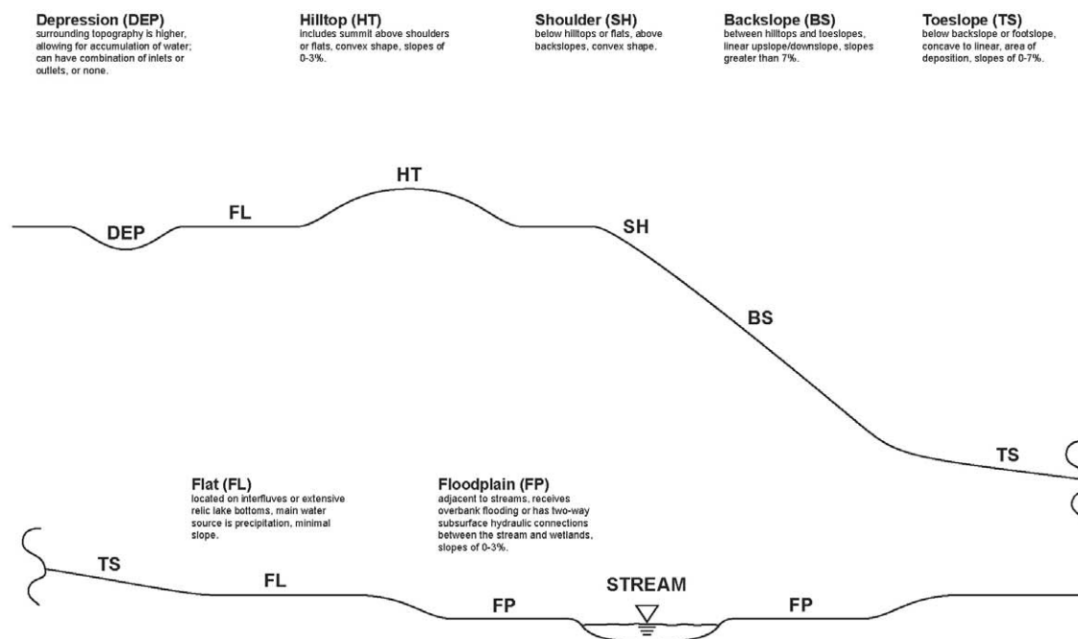 Depression (DEP)
surrounding topography is higher,
allowing for accumulation of water;
can have combination of inlets or
outlets, or none.
Hilltop (HT)
includes summit above shoulders
or flats, convex shape, slopes of
0-3%.
Shoulder (SH)
below hilltops or flats, above
backslopes, convex shape.
Backslope (BS)
between hilltops and toeslopes,
linear upslope/downslope, slopes
greater than 7%.
Toeslope (TS)
below backslope or footslope,
concave to linear, area of
deposition, slopes of 0-7%.
HT
FL
DEP
SH
BS
TS
Flat (FL)
located on interfluves or extensive
relic lake bottoms, main water
source is precipitation, minimal
slope.
Floodplain (FP)
adjacent to streams, receives
overbank flooding or has two-way
subsurface hydraulic connections
between the stream and wetlands,
slopes of 0-3%.
TS
FL
FP
STREAM
FP